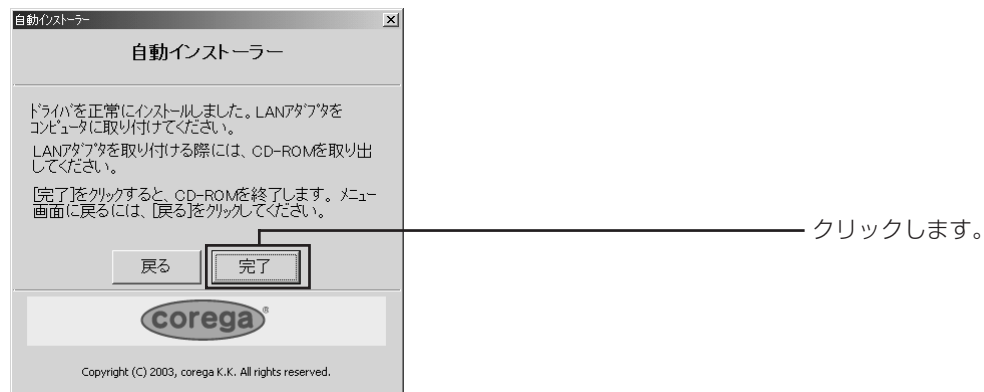 自動インストーラー
自動インストーラー
ドライバを正常にインストールしました。LANアダプタを
コンピュータに取り付けてください。
LANアダプタを取り付ける際には、CD-ROMを取り出
してください。
[完了]をクリックすると、CD-ROMを終了します。メニュー
画面に戻るには、[戻る]をクリックしてください。
戻る 完了
クリックします。
corega®
Copyright (C) 2003, corega K.K. All rights reserved.